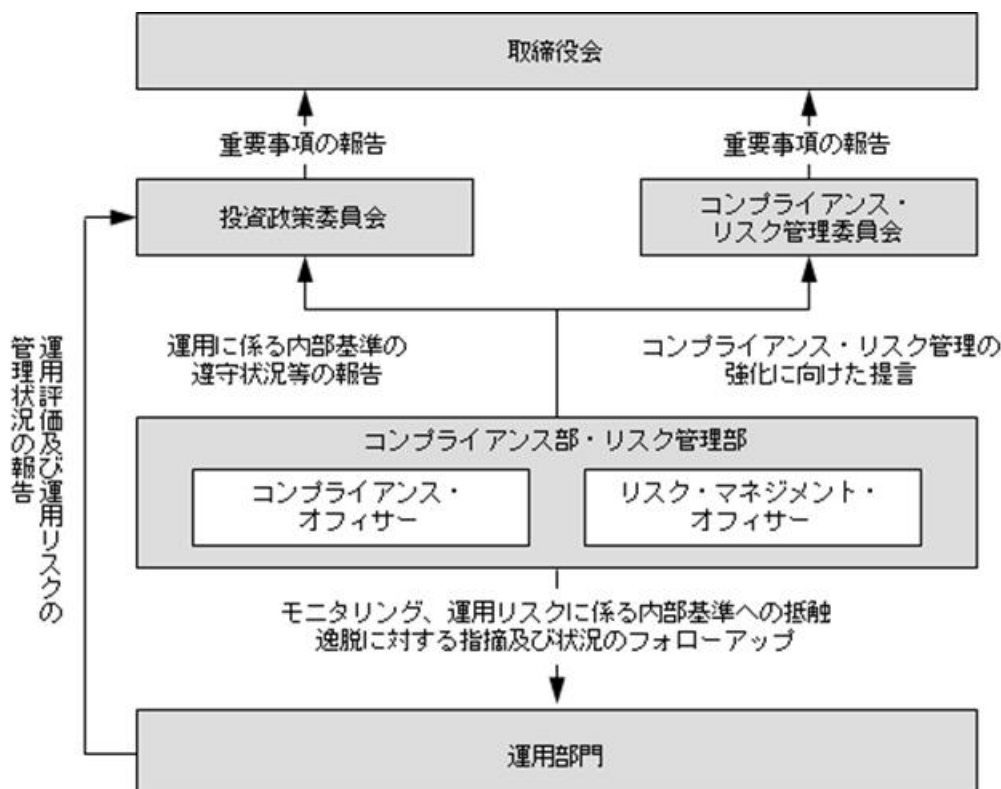 取締役会
重要事項の報告
重要事項の報告
投資政策委員会
コンプライアンス・
リスク管理委員会
運用に係る内部基準の
遵守状況等の報告
コンプライアンス・リスク管理の
強化に向けた提言
運用評価及び運用リスクの
管理状況の報告
コンプライアンス部・リスク管理部
コンプライアンス・
オフィサー
リスク・マネジメント・
オフィサー
モニタリング、運用リスクに係る内部基準への抵触
逸脱に対する指摘及び状況のフォローアップ
運用部門